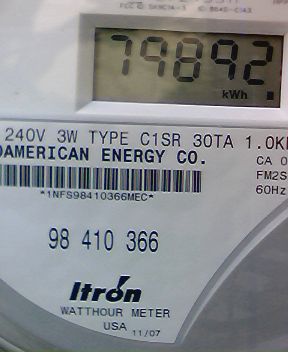 79892
kWh
240V 3W TYPE C1SR 30TA 1.0K
AMERICAN ENERGY CO.
CA 0
FM2S
60Hz
*1NFS98410366MEC*
98 410 366
Itron
WATTHOUR METER
USA 11/07